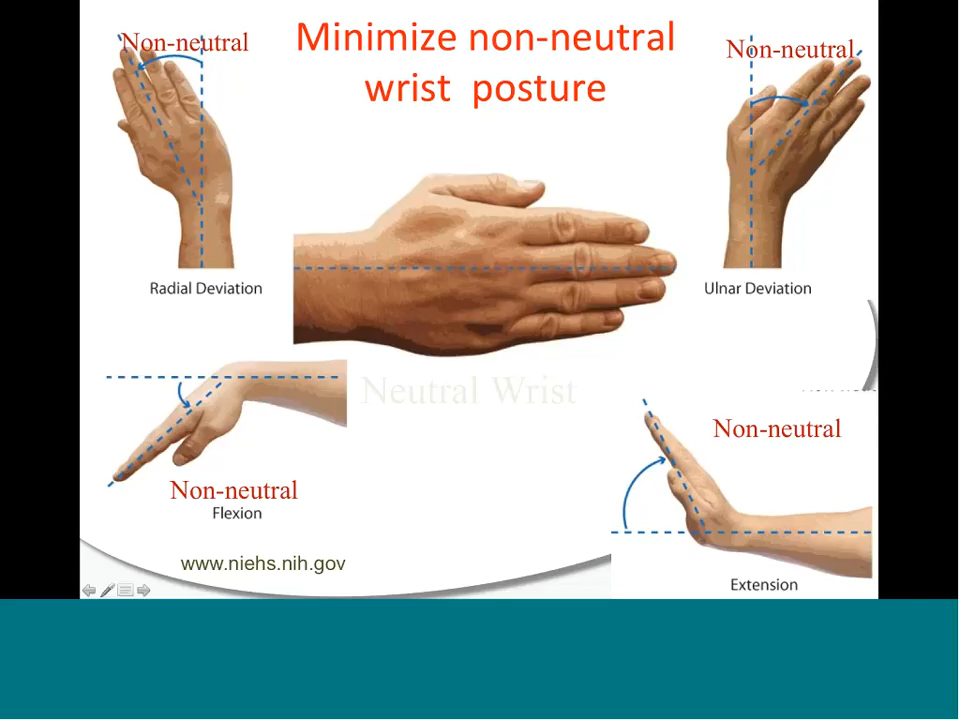 Minimize non-neutral
wrist posture
Non-neutral
Non-neutral
Radial Deviation
Ulnar Deviation
Neutral Wrist
Non-neutral
Flexion
Non-neutral
Extension
www.niehs.nih.gov